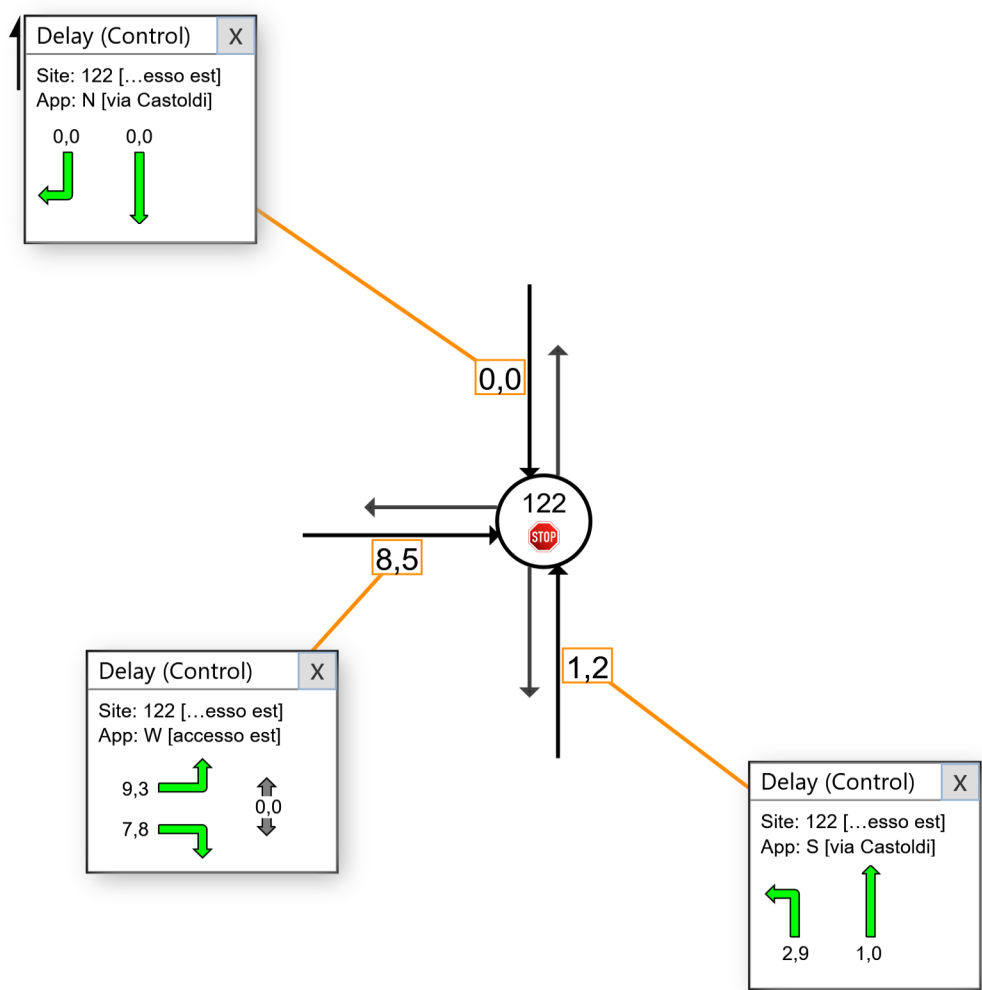 Delay (Control) X
Site: 122 [...esso est]
App: N [via Castoldi]
0,0 0,0
0,0
122
STOP
8,5
1,2
Delay (Control) X
Site: 122 [...esso est]
App: W [accesso est]
9,3
0,0
7,8
Delay (Control) X
Site: 122 [...esso est]
App: S [via Castoldi]
2,9 1,0